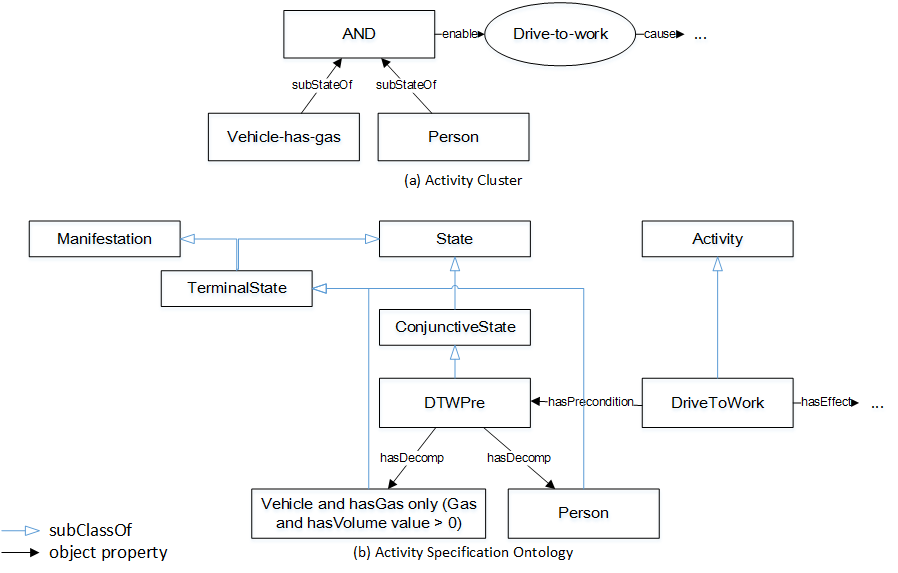 AND
enable
Drive-to-work
cause
...
subStateOf
subStateOf
Vehicle-has-gas
Person
(a) Activity Cluster
Manifestation
State
Activity
TerminalState
ConjunctiveState
DTWPre
hasPrecondition
DriveToWork
hasEffect
...
hasDecomp
hasDecomp
Vehicle and hasGas only (Gas
and hasVolume value > 0)
Person
subClassOf
object property
(b) Activity Specification Ontology